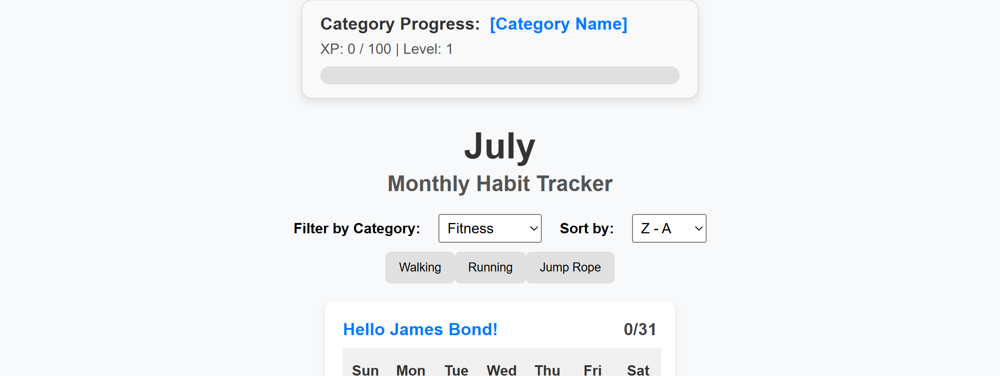 Category Progress: [Category Name]
XP: 0 / 100 | Level: 1
July
Monthly Habit Tracker
Filter by Category: Fitness Sort by: Z - A
Walking Running Jump Rope
Hello James Bond! 0/31
Sun Mon Tue Wed Thu Fri Sat